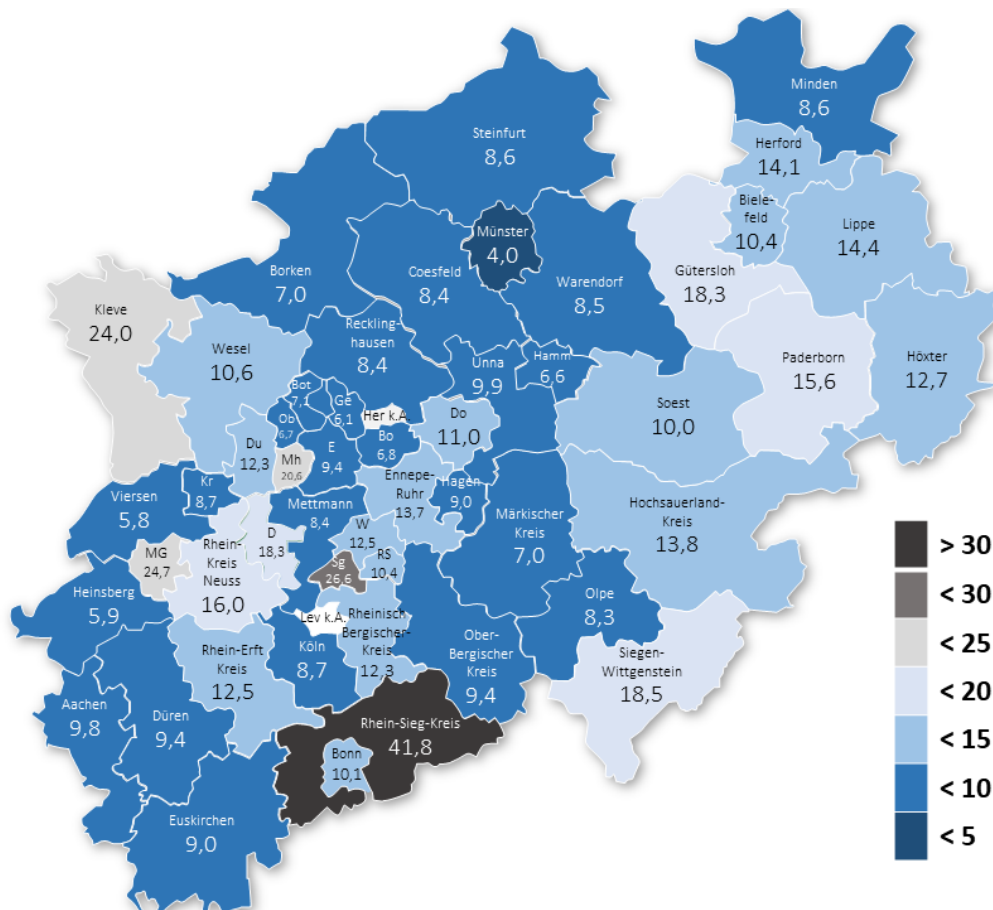 Minden
8,6
Steinfurt
8,6
Herford
14,1
Biele-
feld
10,4
Lippe
14,4
Münster
4,0
Borken
7,0
Coesfeld
8,4
Warendorf
8,5
Gütersloh
18,3
Kleve
24,0
Reckling-
hausen
8,4
Wesel
10,6
Unna
9,9
Hamm
6,6
Paderborn
15,6
Höxter
12,7
Bot
7,2
Ge
6,1
Her k.A.
Ob
6,7
Bo
6,8
Do
11,0
Soest
10,0
Du
12,3
Mh
20,6
E
9,4
Ennepe-
Ruhr
13,7
Hagen
9,0
Kr
8,7
Viersen
5,8
Mettmann
8,4
Märkischer
Kreis
7,0
Hochsauerland-
Kreis
13,8
MG
24,7
Rhein-
Kreis
Neuss
16,0
D
18,3
W
12,5
Sg
26,6
RS
10,4
Heinsberg
5,9
Olpe
8,3
Lev k.A.
Rheinisch
Bergischer-
Kreis
12,3
Rhein-Erft
Kreis
12,5
Köln
8,7
Ober-
Bergischer
Kreis
9,4
Siegen-
Wittgenstein
18,5
Aachen
9,8
Düren
9,4
Rhein-Sieg-Kreis
41,8
Bonn
10,1
Euskirchen
9,0
> 30
< 30
< 25
< 20
< 15
< 10
< 5